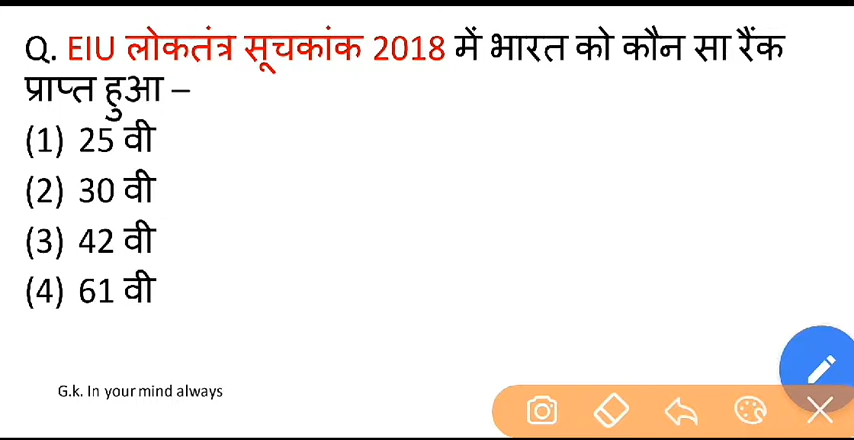 Q. EIU लोकतंत्र सूचकांक 2018 में भारत को कौन सा रैंक
प्राप्त हुआ –
(1) 25 वी
(2) 30 वी
(3) 42 वी
(4) 61 वी
G.k. In your mind always